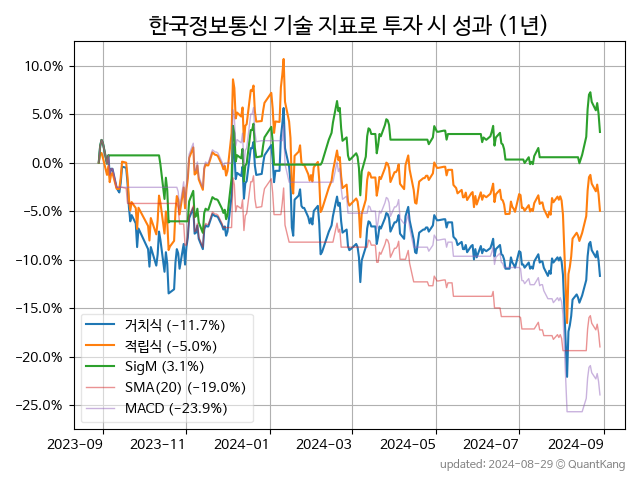 한국정보통신 기술 지표로 투자 시 성과 (1년)
10.0%
5.0%
0.0%
−5.0%
−10.0%
−15.0%
−20.0%
−25.0%
거치식 (−11.7%)
적립식 (−5.0%)
SigM (3.1%)
SMA(20) (−19.0%)
MACD (−23.9%)
2023-09 2023-11 2024-01 2024-03 2024-05 2024-07 2024-09
updated: 2024-08-29 ⓒ QuantKang